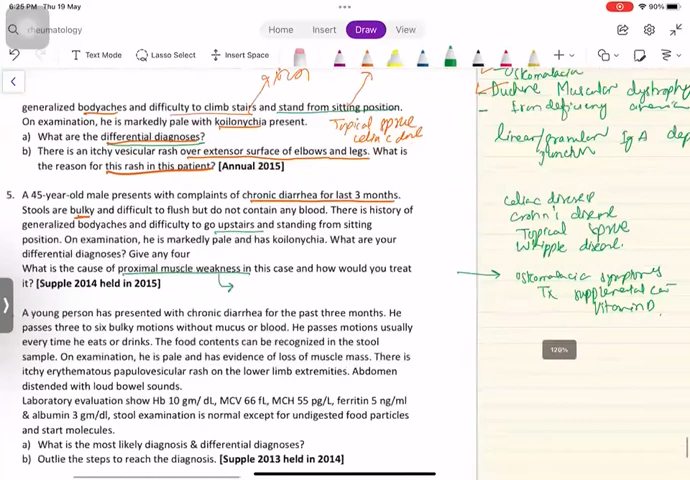 6:25 PM Thu 19 May
90%
rheumatology
Home Insert Draw View
Text Mode Lasso Select Insert Space
generalized bodyaches and difficulty to climb stairs and stand from sitting position.
On examination, he is markedly pale with koilonychia present.
a) What are the differential diagnoses?
b) There is an itchy vesicular rash over extensor surface of elbows and legs. What is
the reason for this rash in this patient? [Annual 2015]
Topical sprue
celiac
5. A 45-year-old male presents with complaints of chronic diarrhea for last 3 months.
Stools are bulky and difficult to flush but do not contain any blood. There is history of
generalized bodyaches and difficulty to go upstairs and standing from sitting
position. On examination, he is markedly pale and has koilonychia. What are your
differential diagnoses? Give any four
What is the cause of proximal muscle weakness in this case and how would you treat
it? [Supple 2014 held in 2015]
A young person has presented with chronic diarrhea for the past three months. He
passes three to six bulky motions without mucus or blood. He passes motions usually
every time he eats or drinks. The food contents can be recognized in the stool
sample. On examination, he is pale and has evidence of loss of muscle mass. There is
itchy erythematous papulovesicular rash on the lower limb extremities. Abdomen
distended with loud bowel sounds.
Laboratory evaluation show Hb 10 gm/ dL, MCV 66 fL, MCH 55 pg/L, ferritin 5 ng/ml
& albumin 3 gm/dl, stool examination is normal except for undigested food particles
and start molecules.
a) What is the most likely diagnosis & differential diagnoses?
b) Outlie the steps to reach the diagnosis. [Supple 2013 held in 2014]
- Oskomalacia
Muscular dystrophy
linear/granular IgA
celiac disease
Crohn's disease
Topical sprue
Whipple disease.
Oskomalacia symptoms
Tx supplemental
Vitamin D.
120%